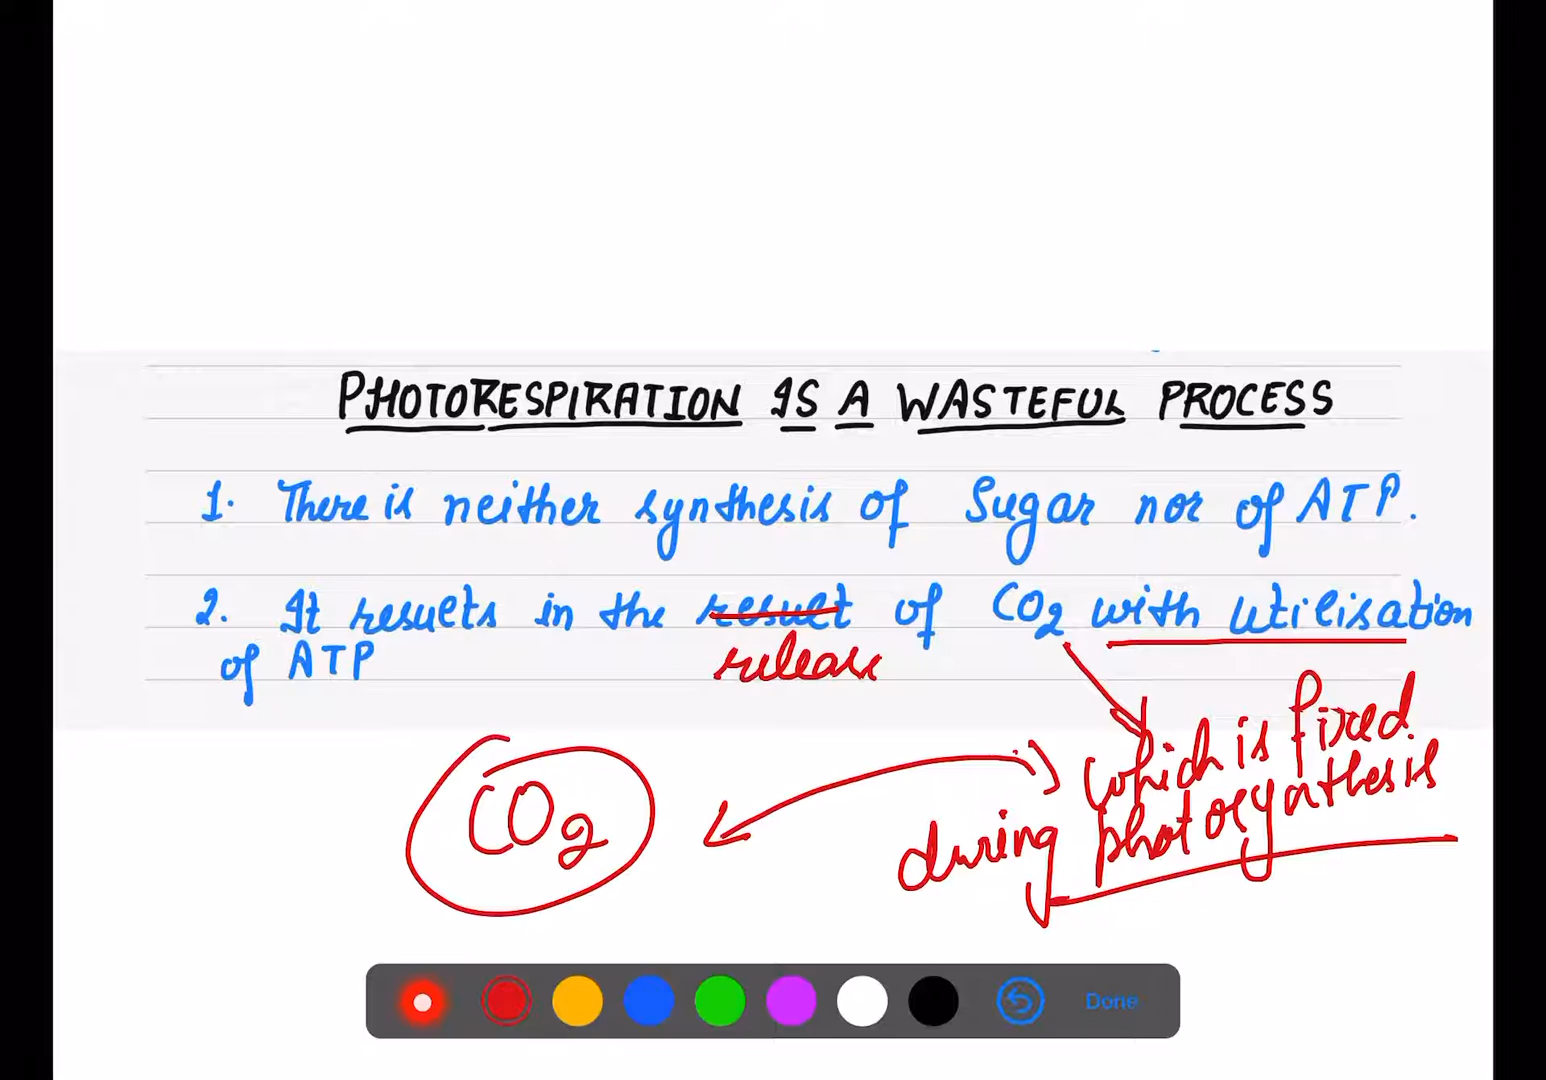 PHOTORESPIRATION IS A WASTEFUL PROCESS
1. There is neither synthesis of Sugar nor of ATP.
2. It results in the result of CO2 with utilisation
of ATP
release
which is fixed
during photosynthesis
CO2
Done